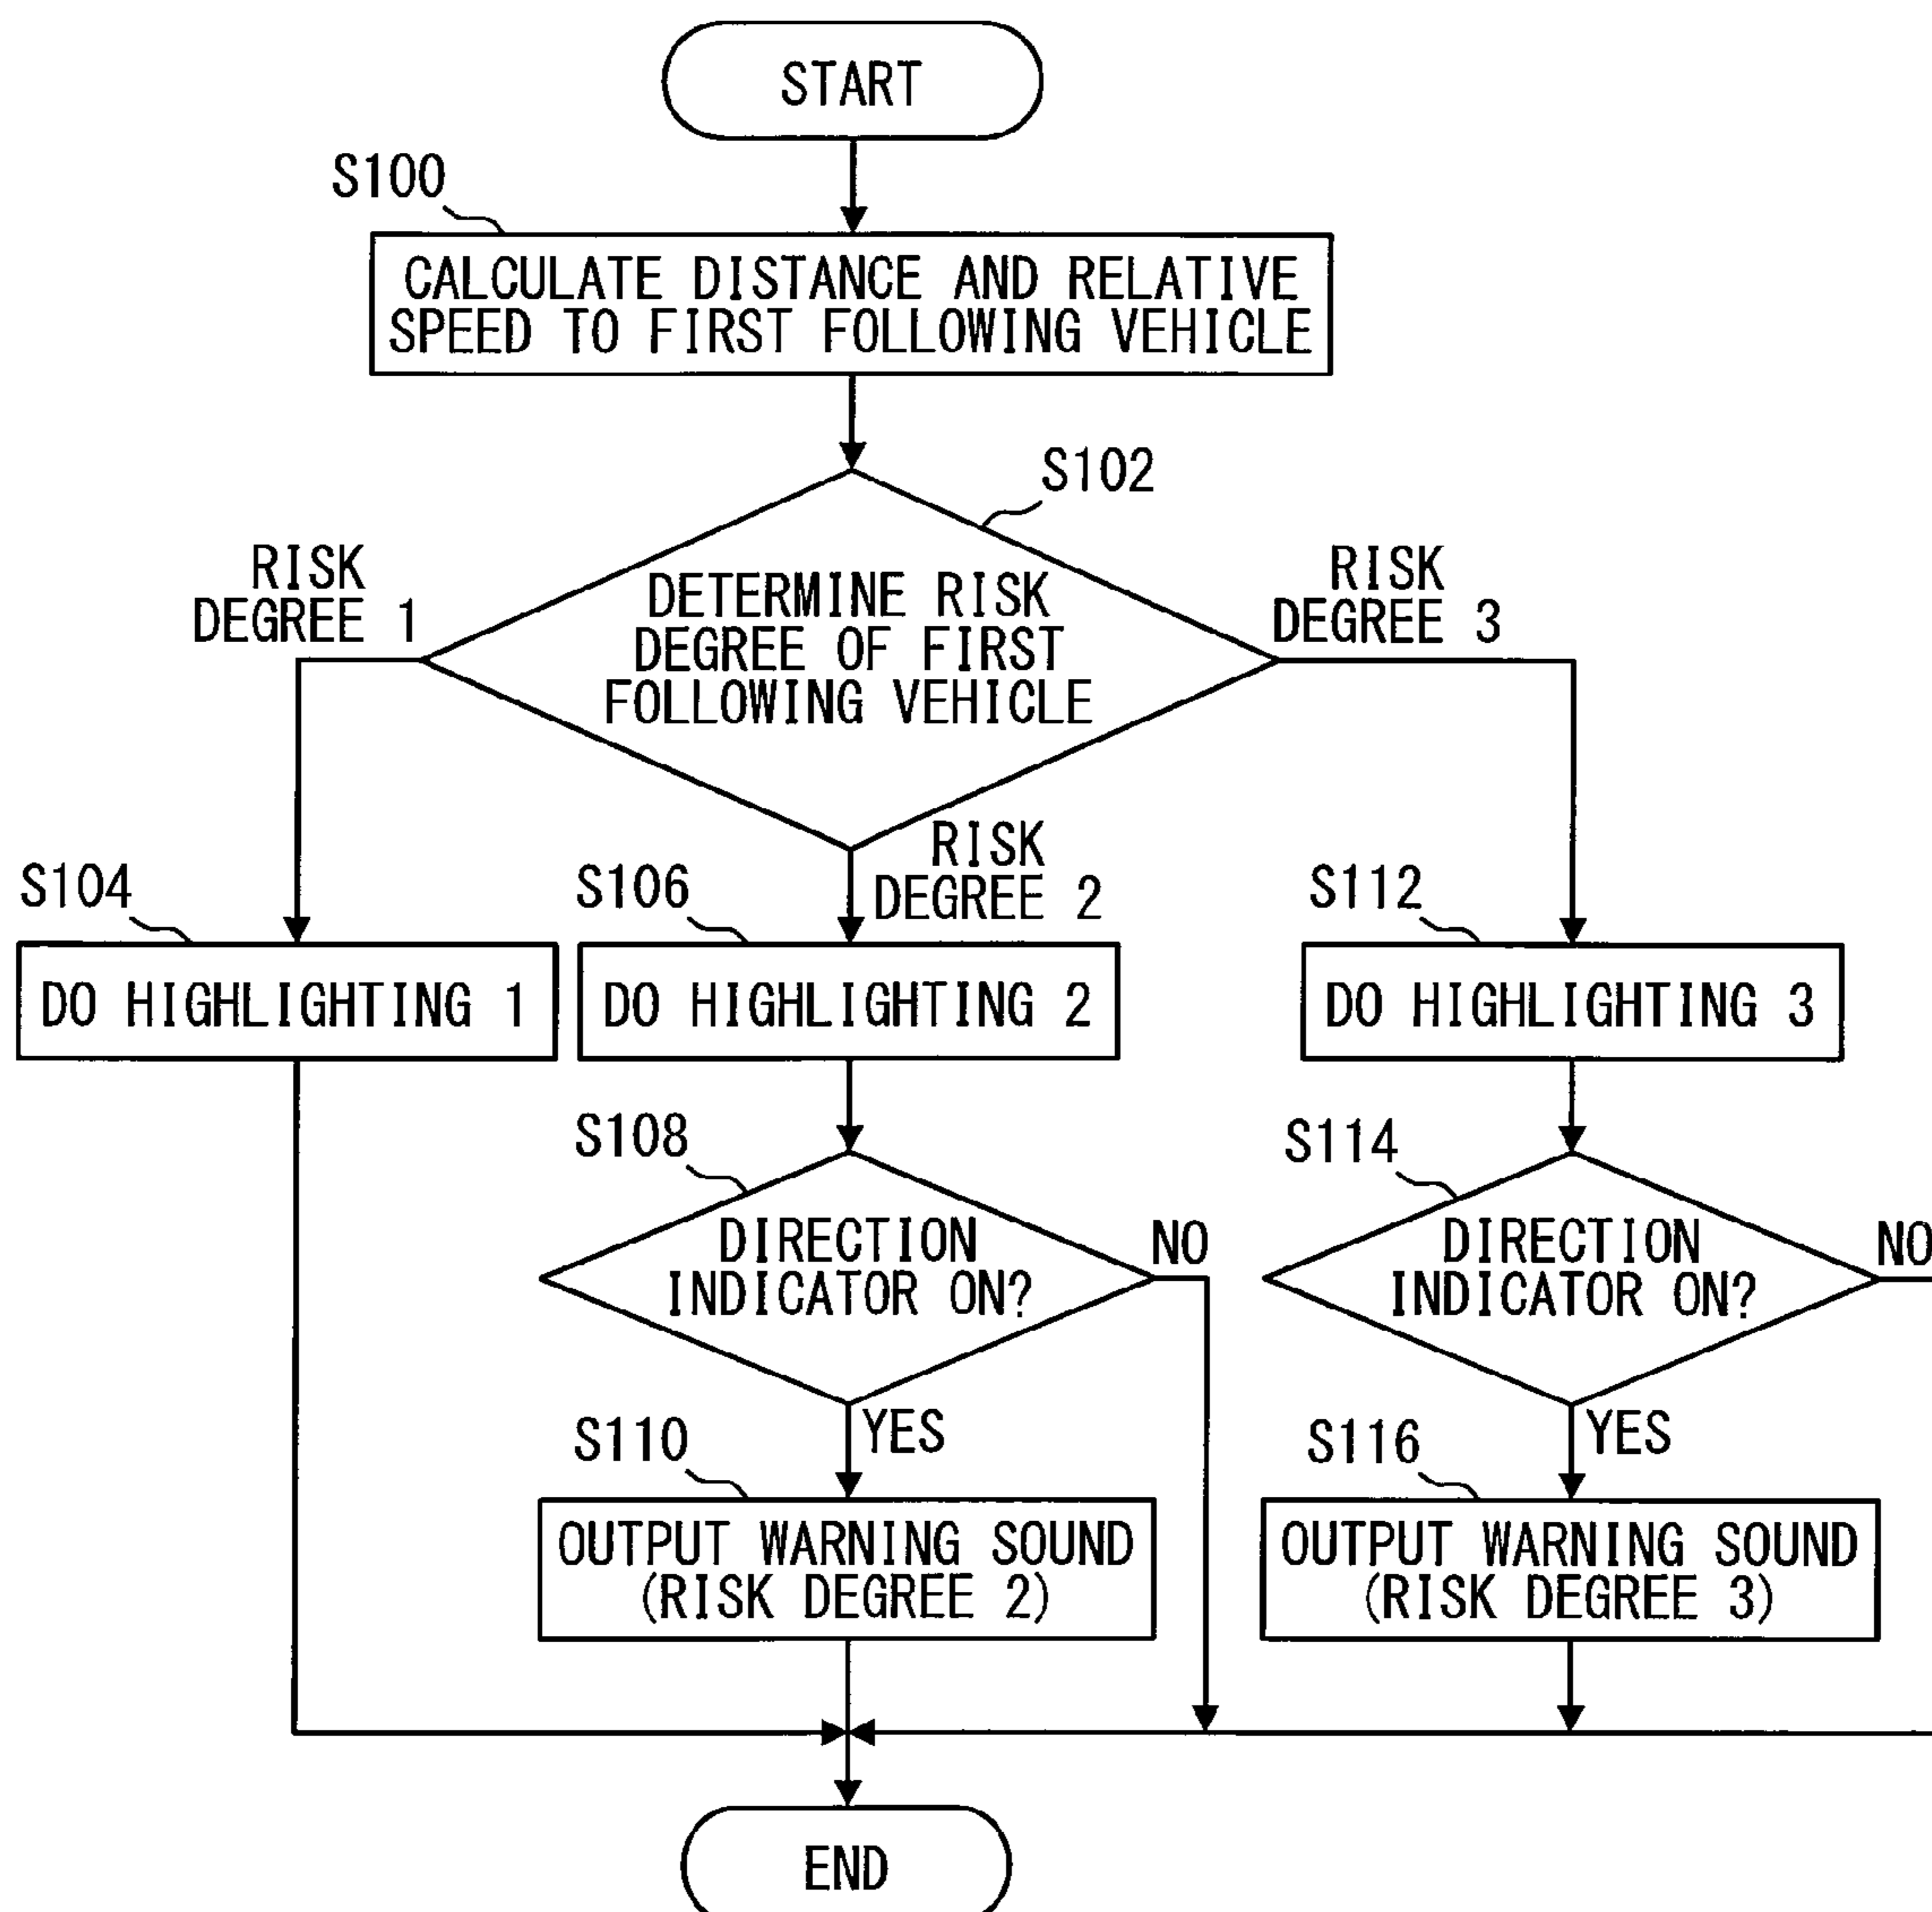 START
S100
CALCULATE DISTANCE AND RELATIVE
SPEED TO FIRST FOLLOWING VEHICLE
S102
RISK
DEGREE 1
DETERMINE RISK
DEGREE OF FIRST
FOLLOWING VEHICLE
RISK
DEGREE 3
RISK
DEGREE 2
S104
S106
S112
DO HIGHLIGHTING 1
DO HIGHLIGHTING 2
DO HIGHLIGHTING 3
S108
S114
DIRECTION
INDICATOR ON?
NO
DIRECTION
INDICATOR ON?
NO
YES
YES
S110
S116
OUTPUT WARNING SOUND
(RISK DEGREE 2)
OUTPUT WARNING SOUND
(RISK DEGREE 3)
END